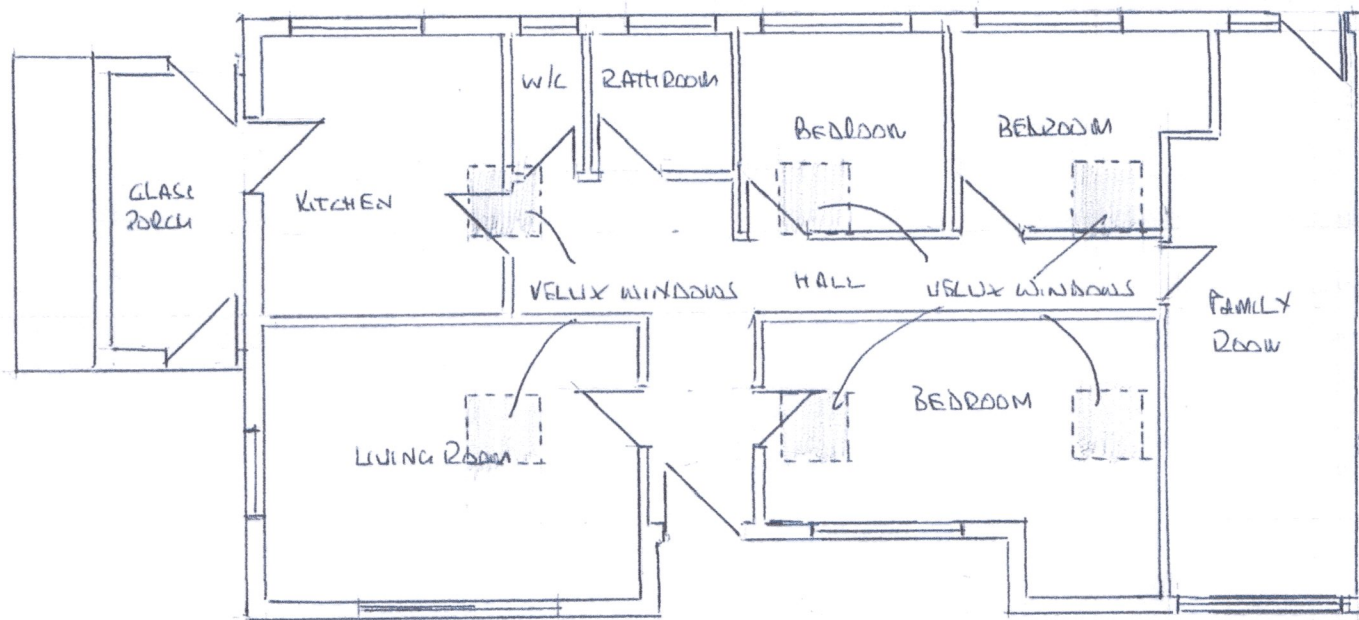 W/C
BATHROOM
BEDROOM
BEDROOM
GLASS
PORCH
KITCHEN
VELUX WINDOWS
HALL
VELUX WINDOWS
FAMILY
ROOM
BEDROOM
LIVING ROOM